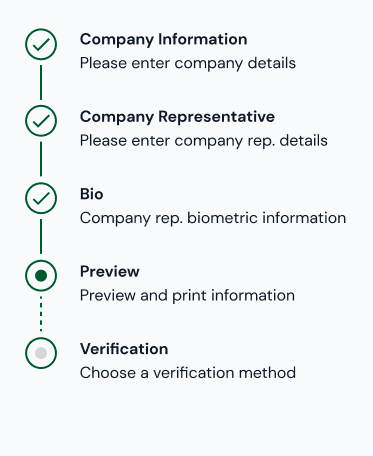 Company Information
Please enter company details
Company Representative
Please enter company rep. details
Bio
Company rep. biometric information
Preview
Preview and print information
Verification
Choose a verification method